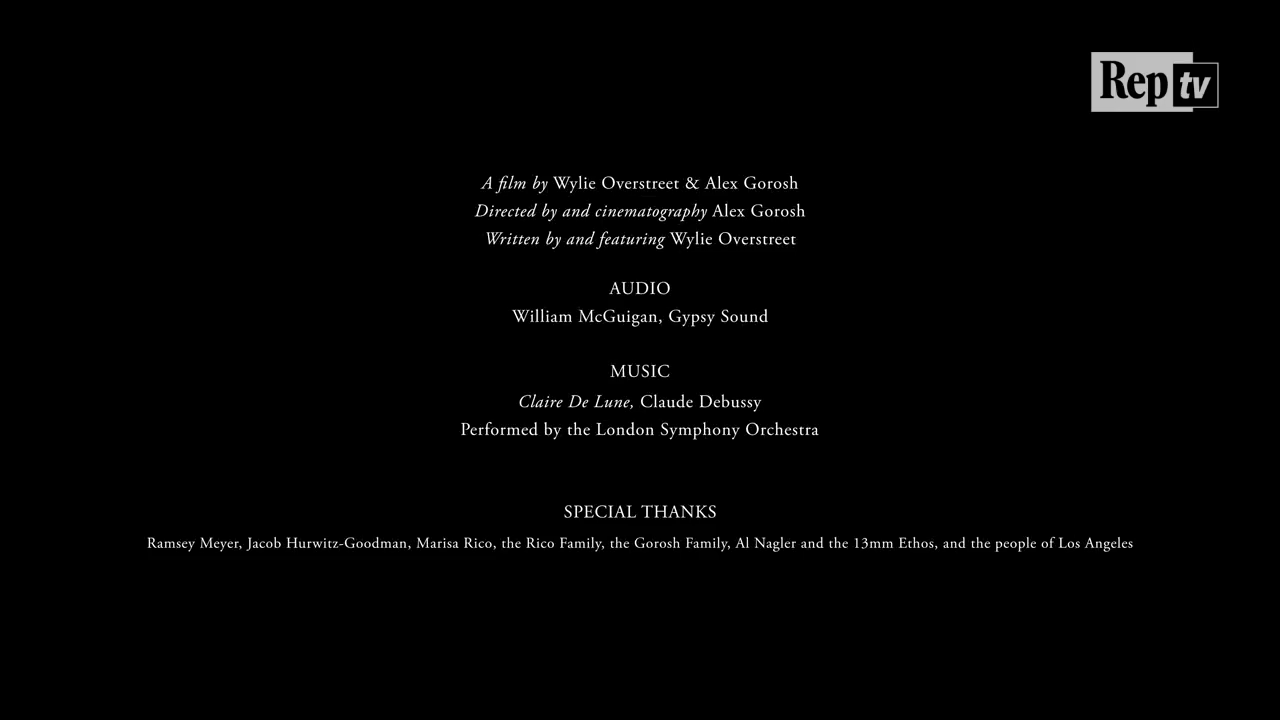 Rep tv
A film by Wylie Overstreet & Alex Gorosh
Directed by and cinematography Alex Gorosh
Written by and featuring Wylie Overstreet
AUDIO
William McGuigan, Gypsy Sound
MUSIC
Claire De Lune, Claude Debussy
Performed by the London Symphony Orchestra
SPECIAL THANKS
Ramsey Meyer, Jacob Hurwitz-Goodman, Marisa Rico, the Rico Family, the Gorosh Family, Al Nagler and the 13mm Ethos, and the people of Los Angeles